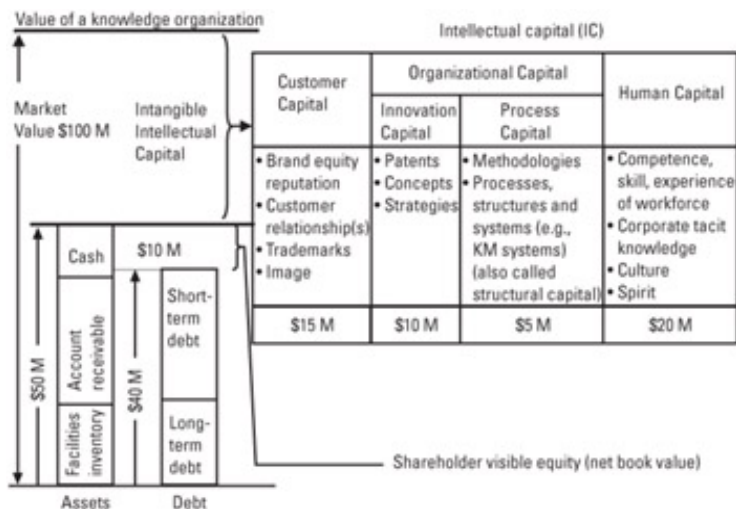 Value of a knowledge organization
Intellectual capital (IC)
Market
Value $100 M
Intangible
Intellectual
Capital
Customer
Capital
Organizational Capital
Innovation
Capital
Process
Capital
Human Capital
• Brand equity
reputation
• Customer
relationship(s)
• Trademarks
• Image
• Patents
• Concepts
• Strategies
• Methodologies
• Processes,
structures and
systems (e.g.,
KM systems)
(also called
structural capital)
• Competence,
skill, experience
of workforce
• Corporate tacit
knowledge
• Culture
• Spirit
$15 M
$10 M
$5 M
$20 M
$50 M
Cash
Account
receivable
Facilities
inventory
$10 M
$40 M
Short-
term
debt
Long-
term
debt
Shareholder visible equity (net book value)
Assets
Debt